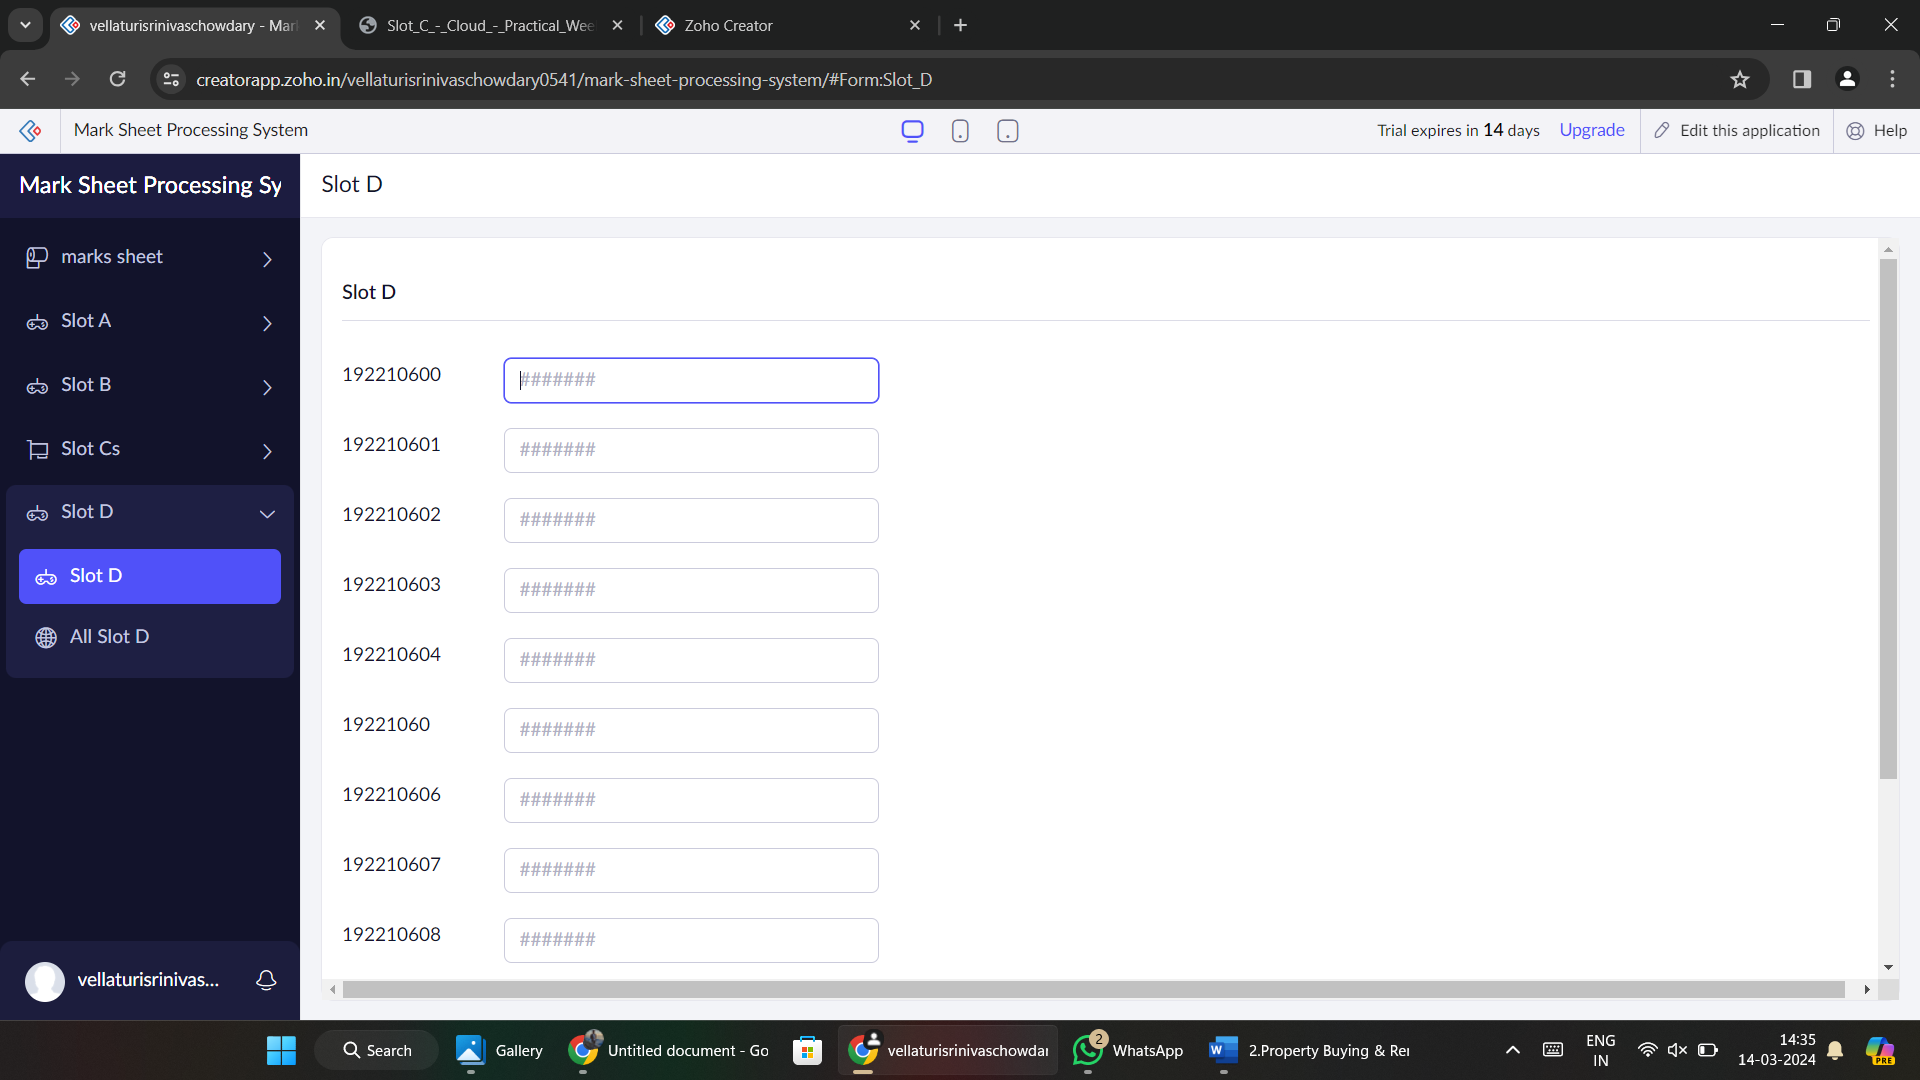 vellaturisrinivaschowdary - Mar
Slot_C_-_Cloud_-_Practical_Wee
Zoho Creator
creatorapp.zoho.in/vellaturisrinivaschowdary0541/mark-sheet-processing-system/#Form:Slot_D
Mark Sheet Processing System
Trial expires in 14 days
Upgrade
Edit this application
Help
Mark Sheet Processing Sy
Slot D
marks sheet
Slot A
Slot B
Slot Cs
Slot D
Slot D
All Slot D
vellaturisrinivas...
Slot D
192210600 #######
192210601 #######
192210602 #######
192210603 #######
192210604 #######
19221060 #######
192210606 #######
192210607 #######
192210608 #######
Search
Gallery
Untitled document - Go
vellaturisrinivaschowdar
2
WhatsApp
2.Property Buying & Rer
ENG
IN
14:35
14-03-2024
PRE